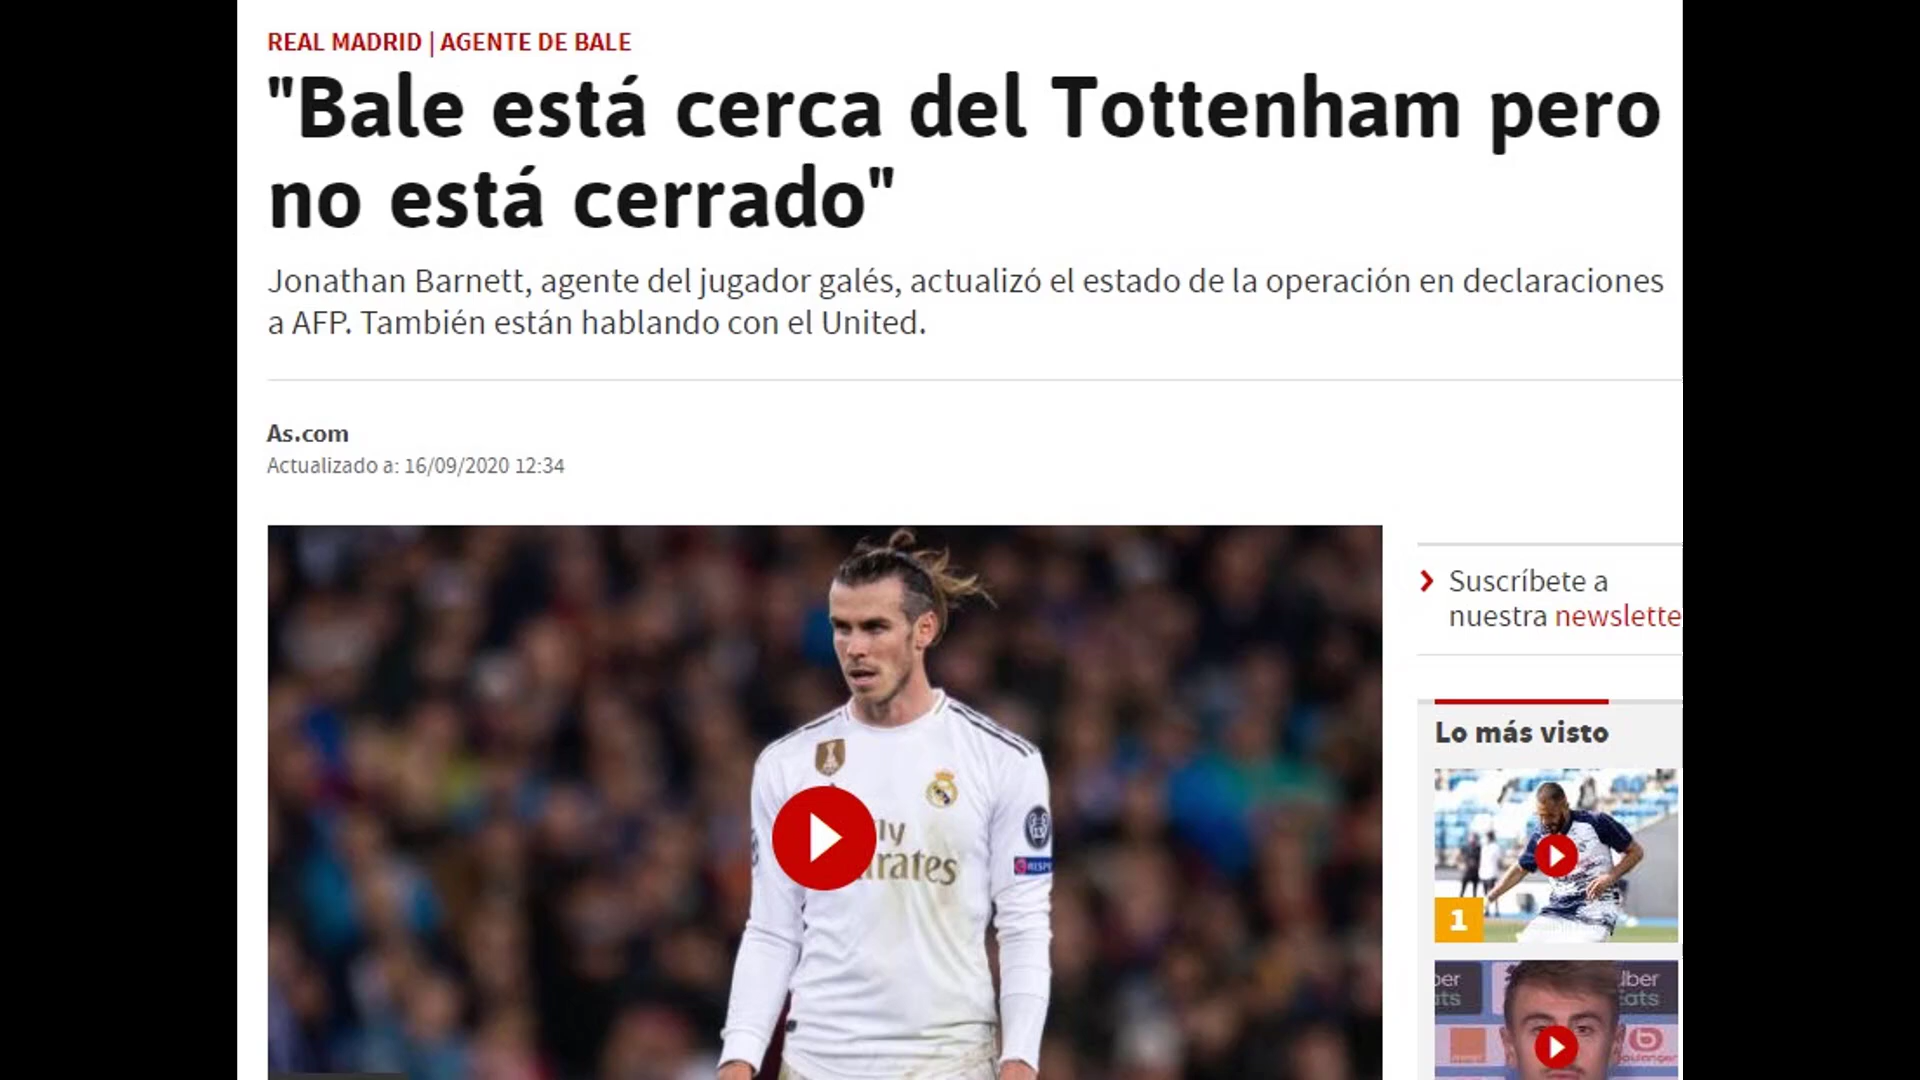 REAL MADRID | AGENTE DE BALE
"Bale está cerca del Tottenham pero
no está cerrado"
Jonathan Barnett, agente del jugador galés, actualizó el estado de la operación en declaraciones
a AFP. También están hablando con el United.
As.com
Actualizado a: 16/09/2020 12:34
Suscríbete a
nuestra newslette
Lo más visto
1